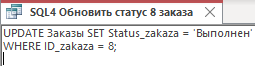 SQL4 Обновить статус 8 заказа
UPDATE Заказы SET Status_zakaza = 'Выполнен'
WHERE ID_zakaza = 8;